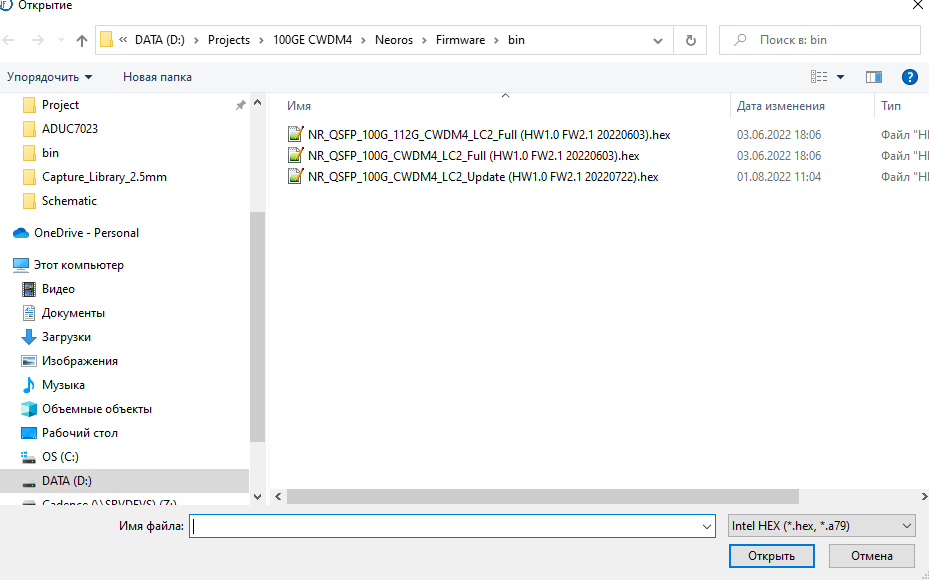 Открытие
« DATA (D:) › Projects › 100GE CWDM4 › Neoros › Firmware › bin
Поиск в: bin
Упорядочить
Новая папка
Project
ADUC7023
bin
Capture_Library_2.5mm
Schematic
OneDrive - Personal
Этот компьютер
Видео
Документы
Загрузки
Изображения
Музыка
Объемные объекты
Рабочий стол
OS (C:)
DATA (D:)
Cadence (\\SRVDEVS) (Z:)
Имя Дата изменения Тип
NR_QSFP_100G_112G_CWDM4_LC2_Full (HW1.0 FW2.1 20220603).hex 03.06.2022 18:06 Файл "HE
NR_QSFP_100G_CWDM4_LC2_Full (HW1.0 FW2.1 20220603).hex 03.06.2022 18:06 Файл "HE
NR_QSFP_100G_CWDM4_LC2_Update (HW1.0 FW2.1 20220722).hex 01.08.2022 11:04 Файл "HE
Имя файла:
Intel HEX (*.hex, *.a79)
Открыть
Отмена